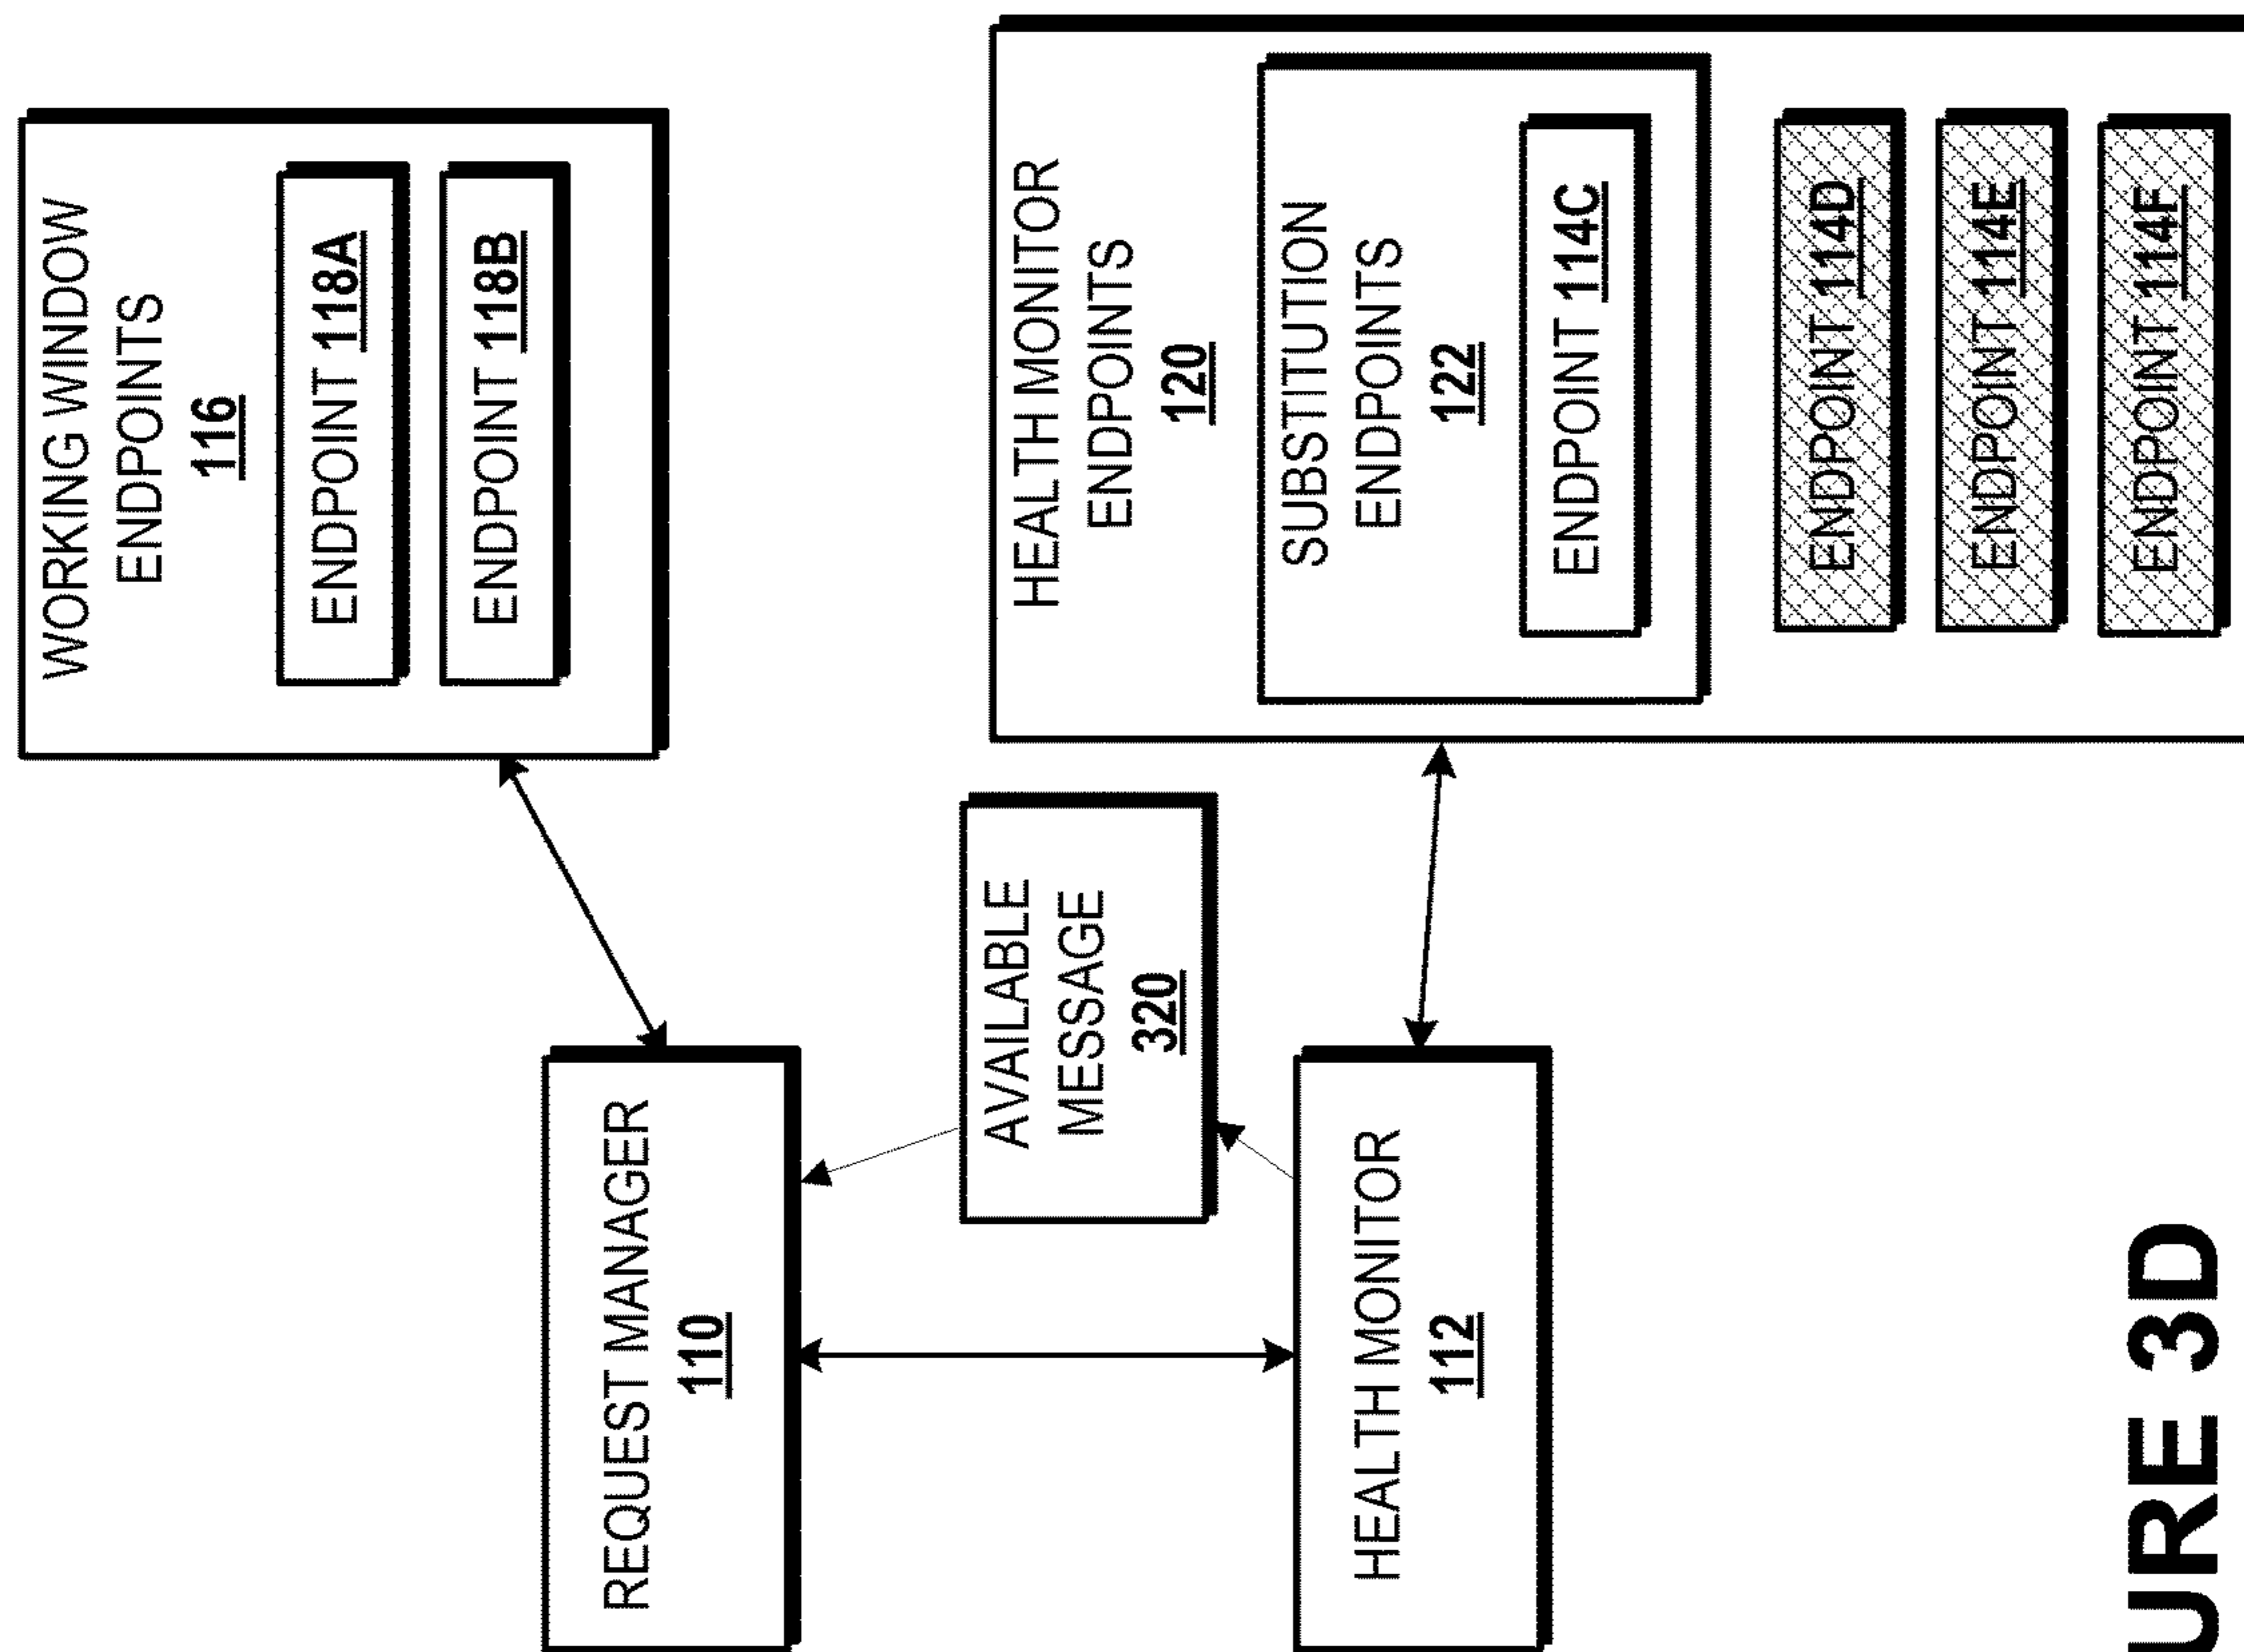 WORKING WINDOW
ENDPOINTS
116
ENDPOINT 118A
ENDPOINT 118B
REQUEST MANAGER
110
AVAILABLE
MESSAGE
320
HEALTH MONITOR
112
HEALTH MONITOR
ENDPOINTS
120
SUBSTITUTION
ENDPOINTS
122
ENDPOINT 114C
ENDPOINT 114D
ENDPOINT 114E
ENDPOINT 114F
URE 3D